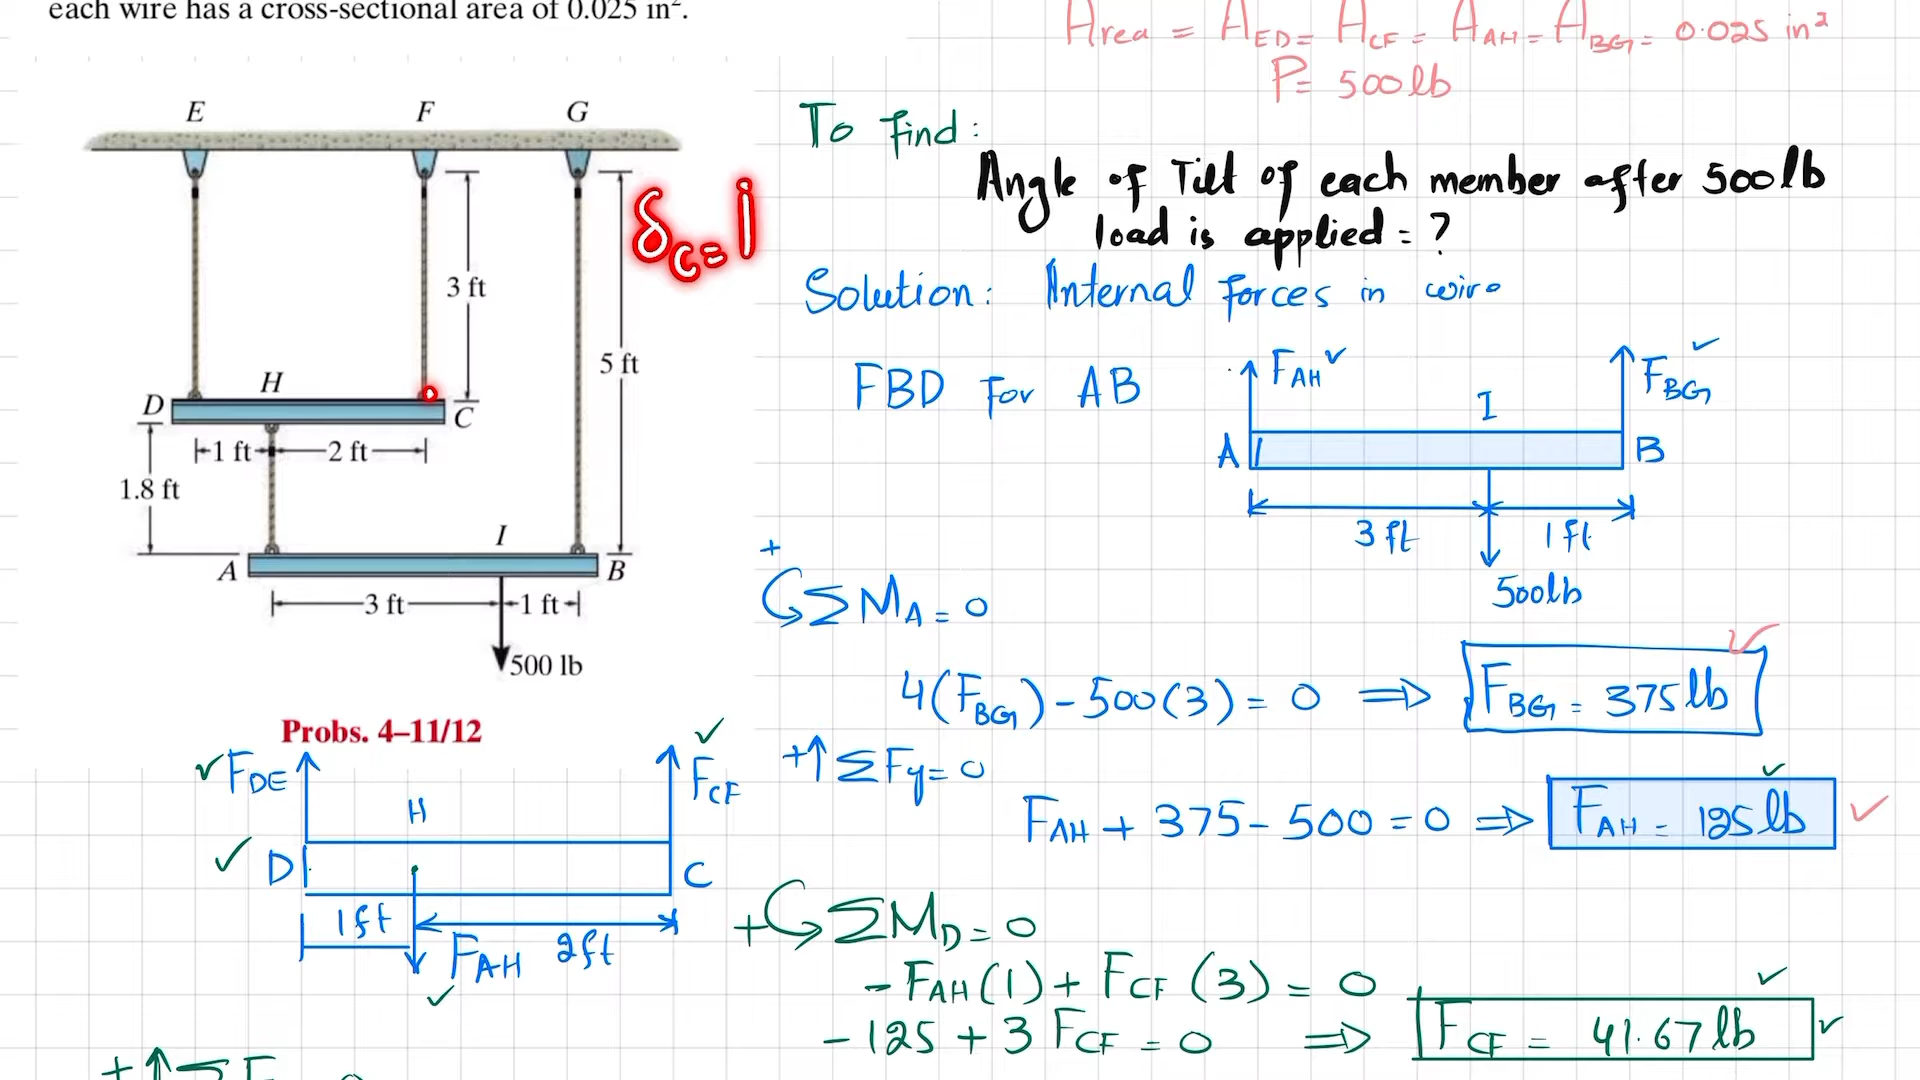 each wire has a cross-sectional area of 0.025 in².
Area = A_ED = A_CF = A_AH = A_BG = 0.025 in²
P = 500 lb
E F G
To find:
Angle of Tilt of each member after 500 lb
load is applied = ?
δ_C =
3 ft
5 ft
Solution: Internal forces in wire
H
D C
1 ft 2 ft
1.8 ft
I
A B
3 ft 1 ft
500 lb
Probs. 4–11/12
FBD For AB
F_AH ✓ F_BG ✓
I
A B
3 ft 1 ft
500lb
+ ↺ ΣM_A = 0
4(F_BG) - 500(3) = 0 ⇒ F_BG = 375 lb ✓
+↑ ΣFy = 0
F_AH + 375 - 500 = 0 ⇒ F_AH = 125 lb ✓
✓ F_DE F_CF ✓
H
✓ D C
1 ft 2 ft
F_AH ✓
+ ↺ ΣM_D = 0
- F_AH (1) + F_CF (3) = 0
- 125 + 3 F_CF = 0 ⇒ F_CF = 41.67 lb ✓